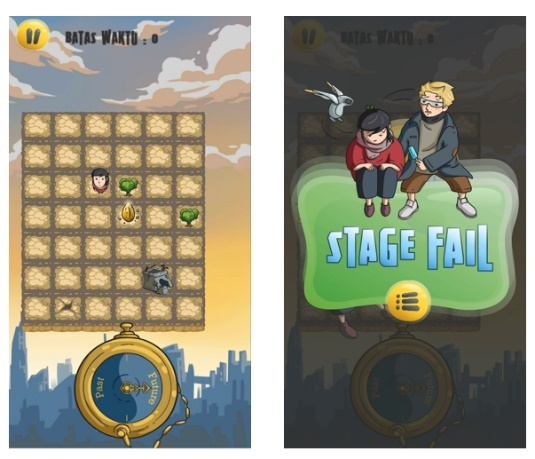 BATAS WAKTU : 0
Past
Future
BATAS WAKTU : 0
STAGE FAIL